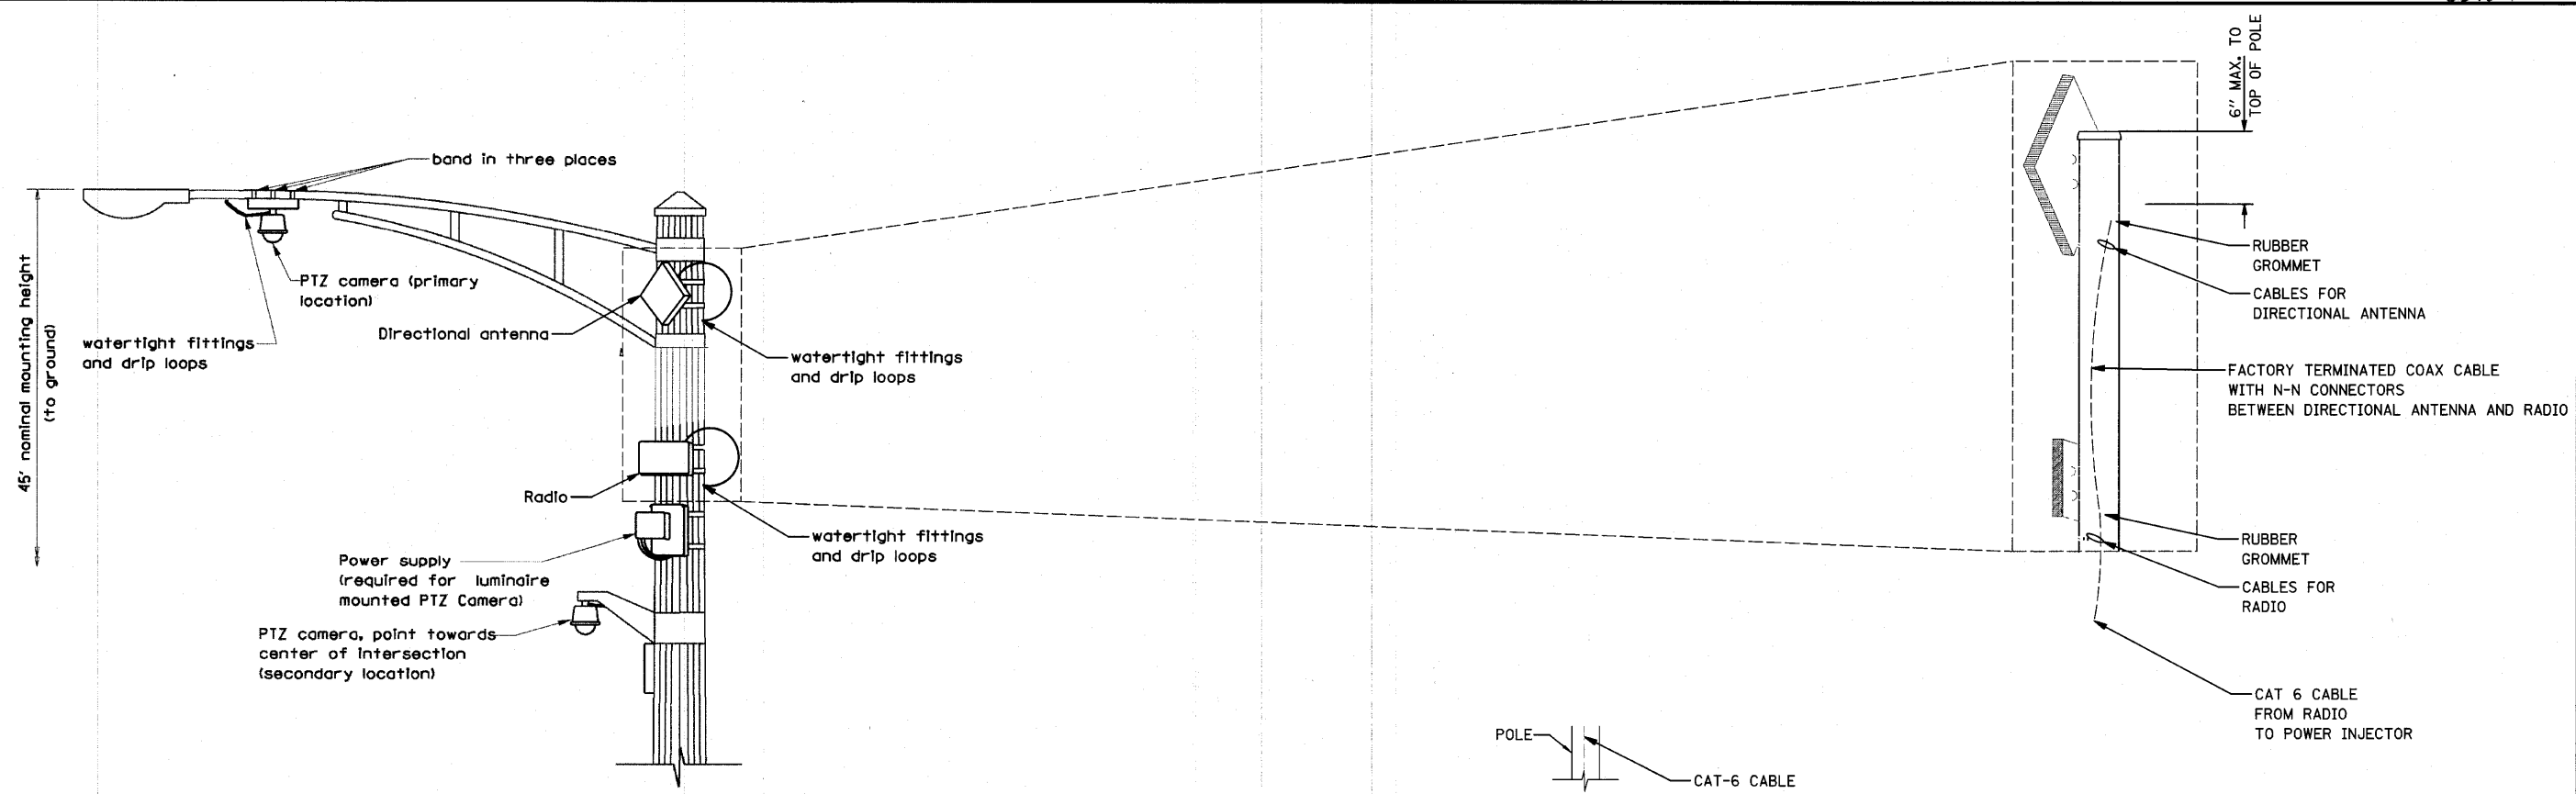 band in three places
PTZ camera (primary
location)
Directional antenna
watertight fittings
and drip loops
45' nominal mounting height
(to ground)
watertight fittings
and drip loops
Radio
watertight fittings
and drip loops
Power supply
(required for luminaire
mounted PTZ Camera)
PTZ camera, point towards
center of intersection
(secondary location)
6" MAX. TO
TOP OF POLE
RUBBER
GROMMET
CABLES FOR
DIRECTIONAL ANTENNA
FACTORY TERMINATED COAX CABLE
WITH N-N CONNECTORS
BETWEEN DIRECTIONAL ANTENNA AND RADIO
RUBBER
GROMMET
CABLES FOR
RADIO
CAT 6 CABLE
FROM RADIO
TO POWER INJECTOR
POLE
CAT-6 CABLE